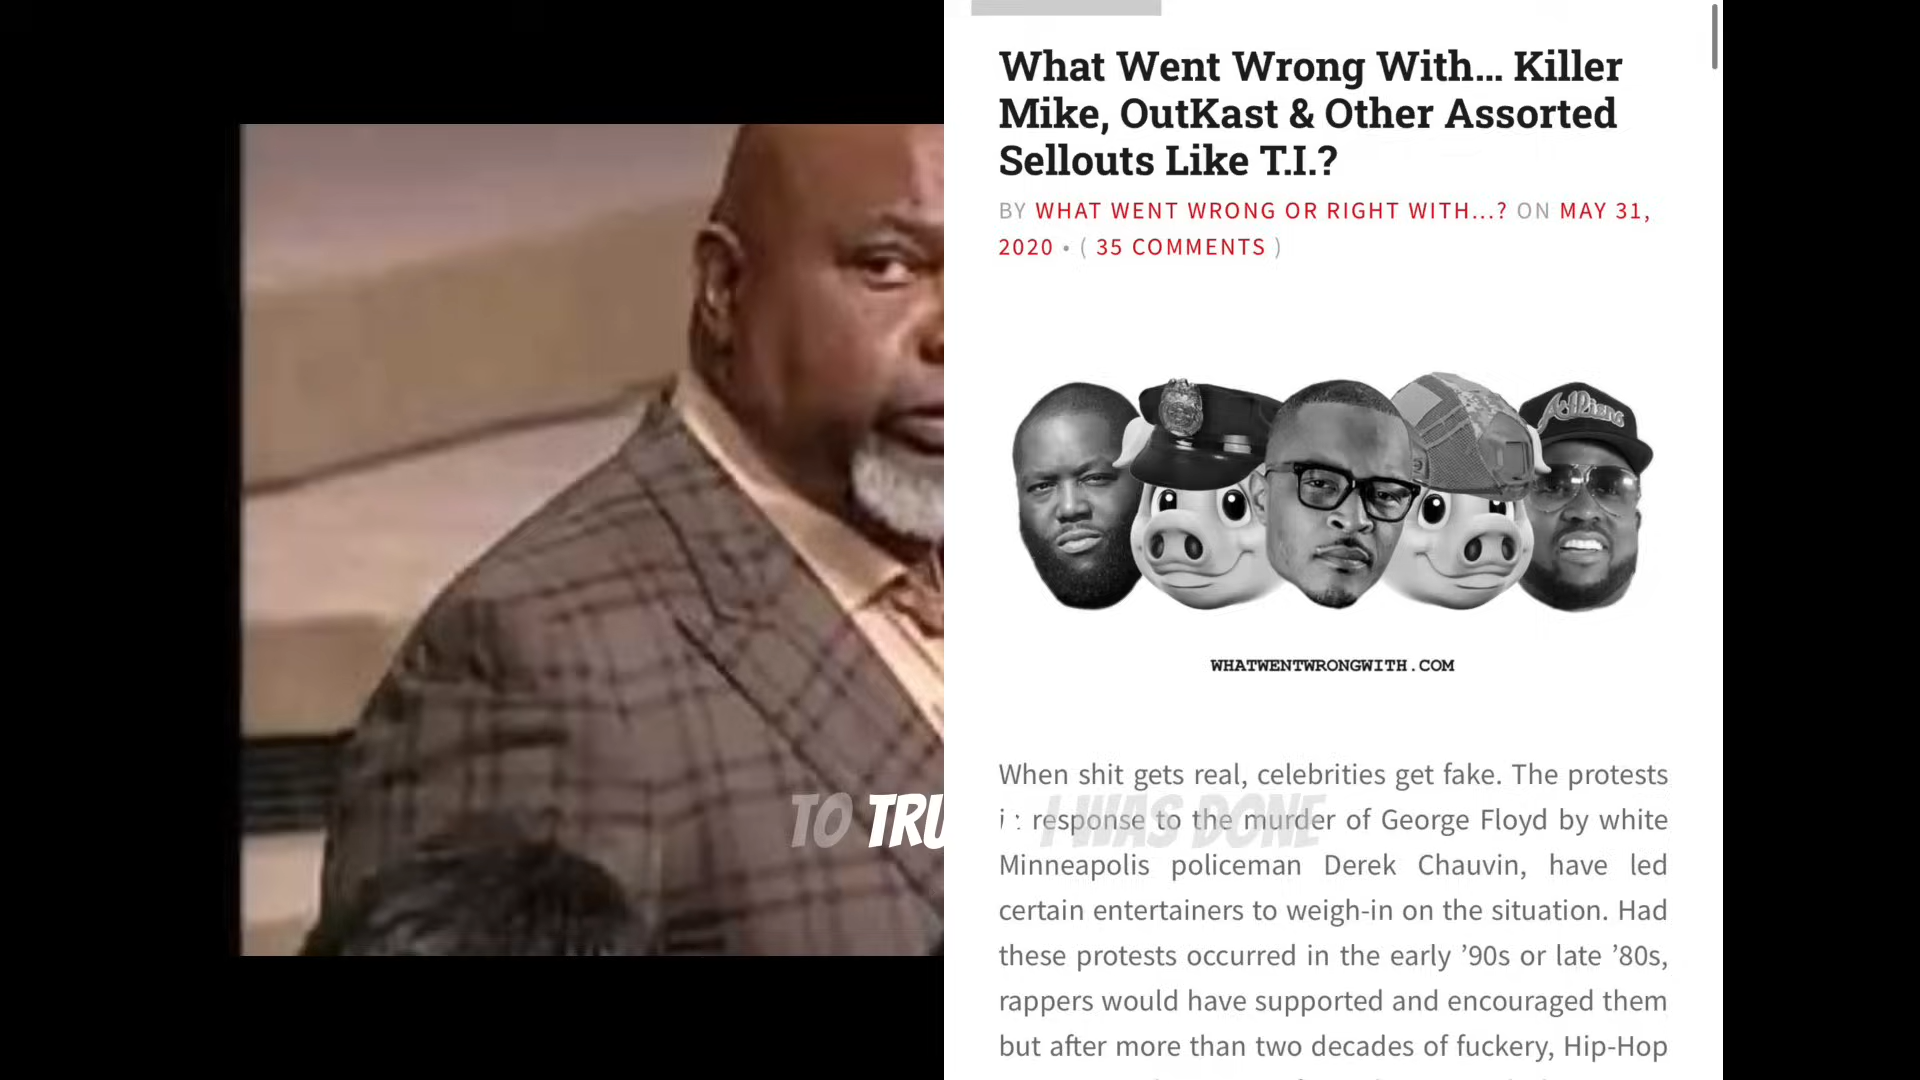 What Went Wrong With... Killer
Mike, OutKast & Other Assorted
Sellouts Like T.I.?
BY WHAT WENT WRONG OR RIGHT WITH...? ON MAY 31,
2020 • ( 35 COMMENTS )
WHATWENTWRONGWITH.COM
When shit gets real, celebrities get fake. The protests
TO
I WAS DONE
response to the murder of George Floyd by white
Minneapolis policeman Derek Chauvin, have led
certain entertainers to weigh-in on the situation. Had
these protests occurred in the early ’90s or late ’80s,
rappers would have supported and encouraged them
but after more than two decades of fuckery, Hip-Hop